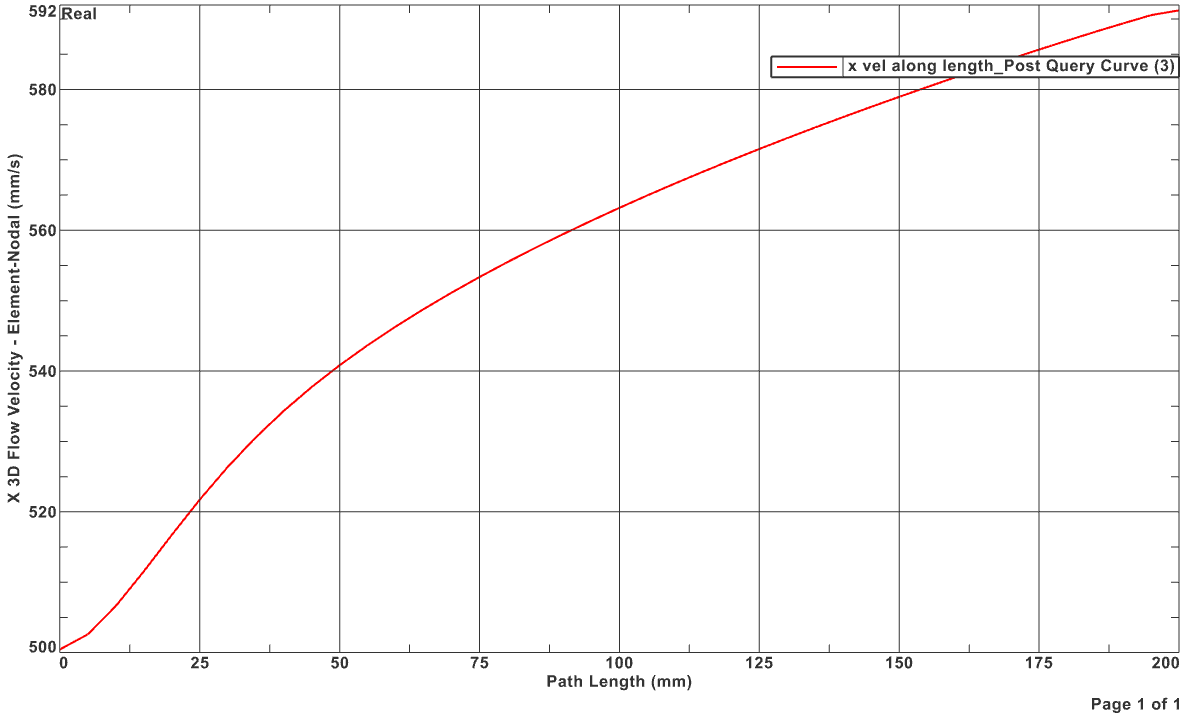 592
Real
x vel along length_Post Query Curve (3)
580
560
540
520
500
X 3D Flow Velocity - Element-Nodal (mm/s)
0 25 50 75 100 125 150 175 200
Path Length (mm)
Page 1 of 1